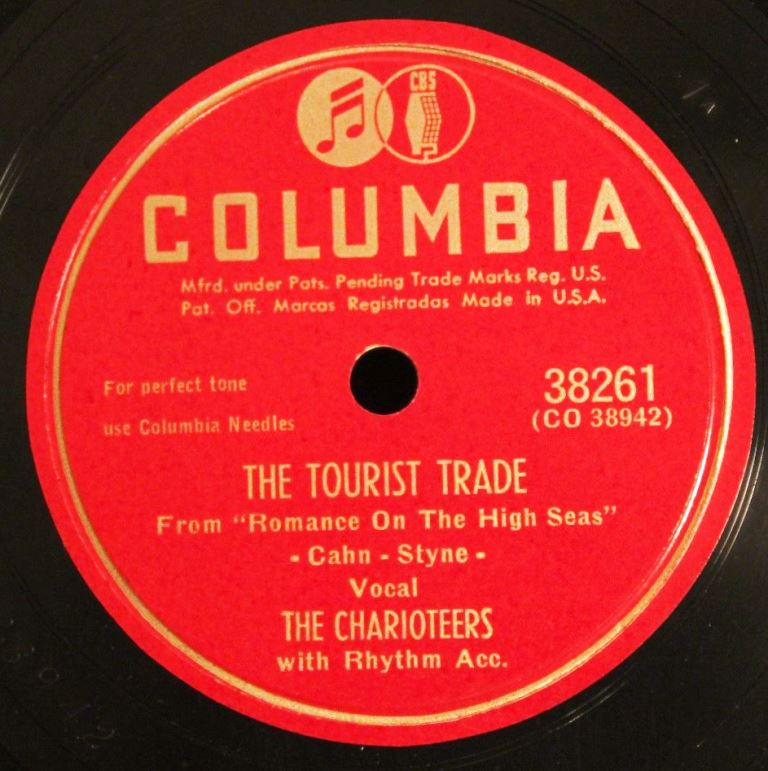 CBS
COLUMBIA
Mfrd. under Pats. Pending Trade Marks Reg. U.S.
Pat. Off. Marcas Registradas Made in U.S.A.
For perfect tone
use Columbia Needles
38261
(CO 38942)
THE TOURIST TRADE
From "Romance On The High Seas"
- Cahn - Styne -
Vocal
THE CHARIOTEERS
with Rhythm Acc.